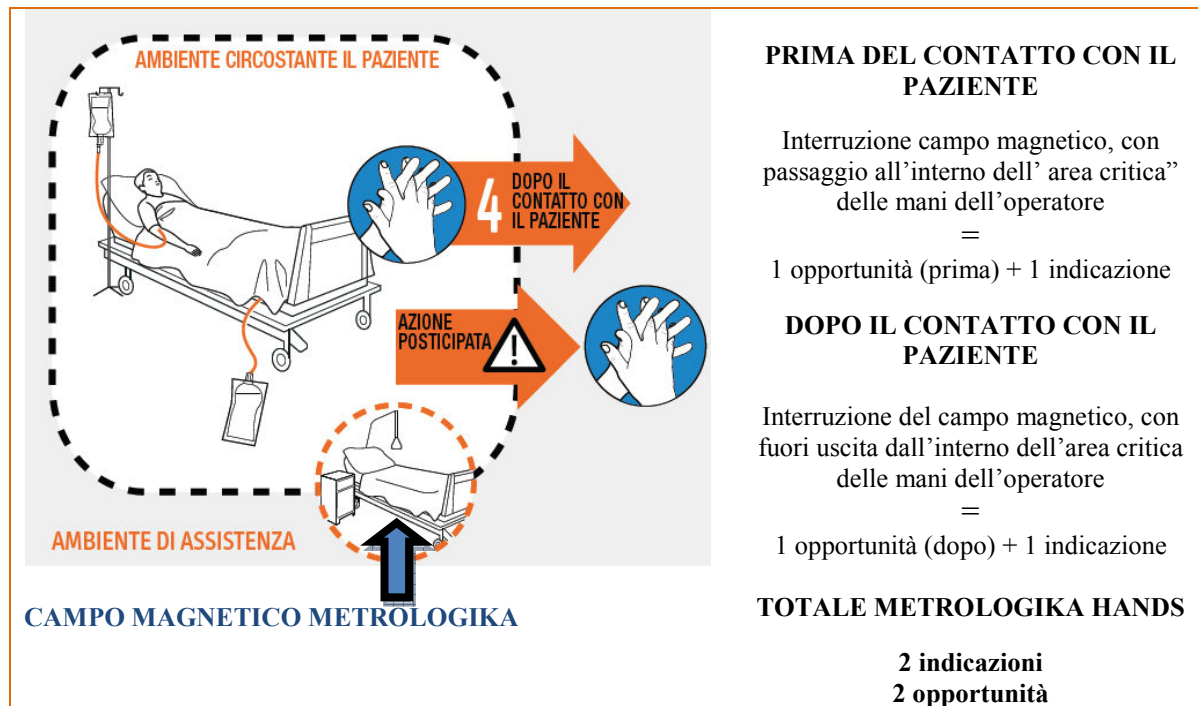 AMBIENTE CIRCOSTANTE IL PAZIENTE
4
DOPO IL
CONTATTO CON
IL PAZIENTE
AZIONE
POSTICIPATA
!
AMBIENTE DI ASSISTENZA
CAMPO MAGNETICO METROLOGIKA
PRIMA DEL CONTATTO CON IL
PAZIENTE
Interruzione campo magnetico, con
passaggio all’interno dell’ area critica”
delle mani dell’operatore
=
1 opportunità (prima) + 1 indicazione
DOPO IL CONTATTO CON IL
PAZIENTE
Interruzione del campo magnetico, con
fuori uscita dall’interno dell’area critica
delle mani dell’operatore
=
1 opportunità (dopo) + 1 indicazione
TOTALE METROLOGIKA HANDS
2 indicazioni
2 opportunità